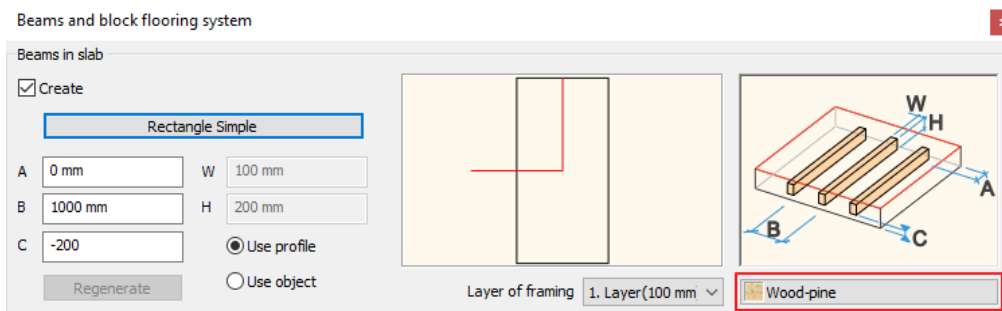 Beams and block flooring system
Beams in slab
Create
Rectangle Simple
A 0 mm W 100 mm
B 1000 mm H 200 mm
C -200 Use profile
Regenerate Use object
Layer of framing 1. Layer(100 mm
W
H
A
B
C
Wood-pine